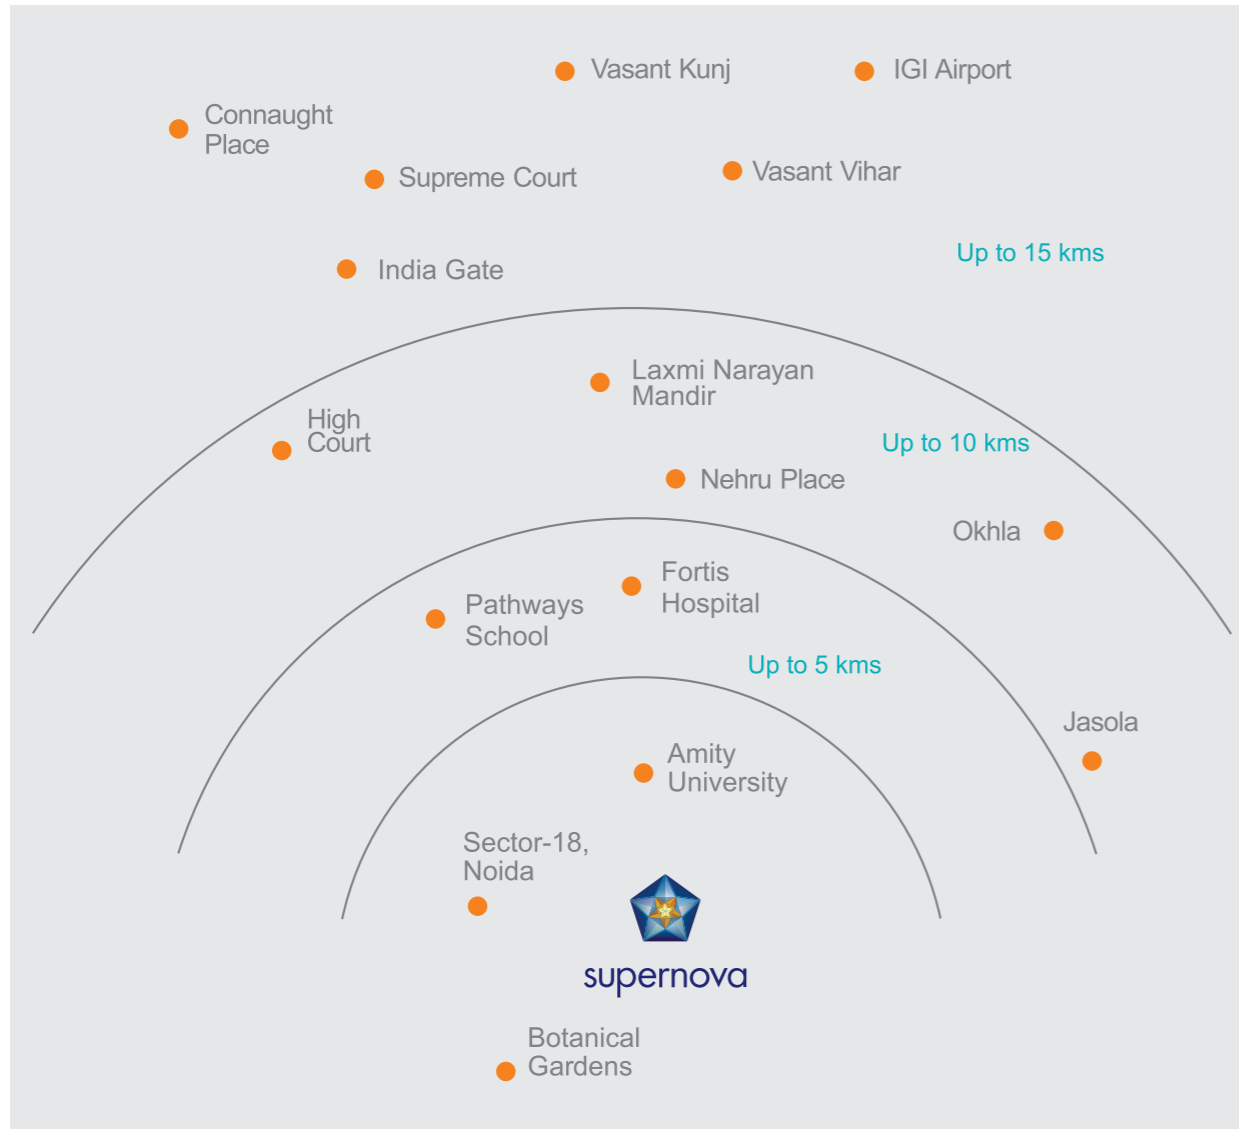 Vasant Kunj
IGI Airport
Connaught
Place
Supreme Court
Vasant Vihar
Up to 15 kms
India Gate
Laxmi Narayan
Mandir
High
Court
Up to 10 kms
Nehru Place
Okhla
Fortis
Hospital
Pathways
School
Up to 5 kms
Jasola
Amity
University
Sector-18,
Noida
supernova
Botanical
Gardens